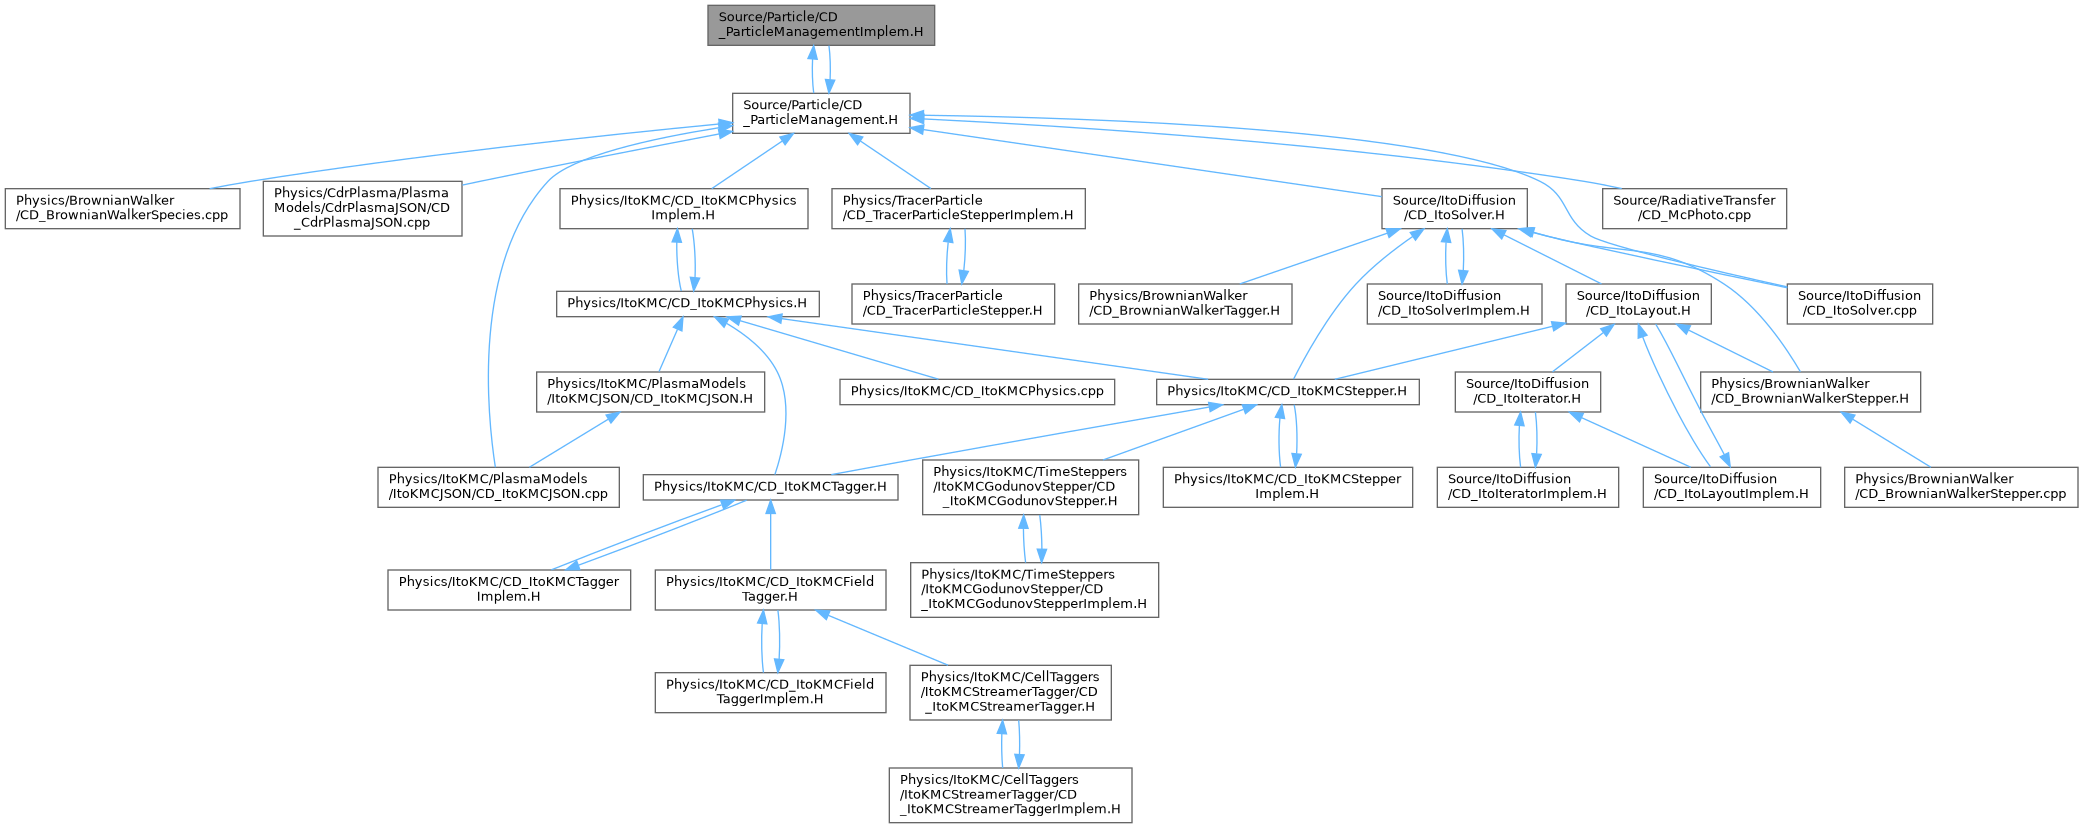 Source/Particle/CD
_ParticleManagementImplem.H
Source/Particle/CD
_ParticleManagement.H
Physics/BrownianWalker
/CD_BrownianWalkerSpecies.cpp
Physics/CdrPlasma/Plasma
Models/CdrPlasmaJSON/CD
_CdrPlasmaJSON.cpp
Physics/ItoKMC/CD_ItoKMCPhysics
Implem.H
Physics/TracerParticle
/CD_TracerParticleStepperImplem.H
Source/ItoDiffusion
/CD_ItoSolver.H
Source/RadiativeTransfer
/CD_McPhoto.cpp
Physics/ItoKMC/CD_ItoKMCPhysics.H
Physics/TracerParticle
/CD_TracerParticleStepper.H
Physics/BrownianWalker
/CD_BrownianWalkerTagger.H
Source/ItoDiffusion
/CD_ItoSolverImplem.H
Source/ItoDiffusion
/CD_ItoLayout.H
Source/ItoDiffusion
/CD_ItoSolver.cpp
Physics/ItoKMC/PlasmaModels
/ItoKMCJSON/CD_ItoKMCJSON.H
Physics/ItoKMC/CD_ItoKMCPhysics.cpp
Physics/ItoKMC/CD_ItoKMCStepper.H
Source/ItoDiffusion
/CD_ItoIterator.H
Physics/BrownianWalker
/CD_BrownianWalkerStepper.H
Physics/ItoKMC/PlasmaModels
/ItoKMCJSON/CD_ItoKMCJSON.cpp
Physics/ItoKMC/CD_ItoKMCTagger.H
Physics/ItoKMC/TimeSteppers
/ItoKMCGodunovStepper/CD
_ItoKMCGodunovStepper.H
Physics/ItoKMC/CD_ItoKMCStepper
Implem.H
Source/ItoDiffusion
/CD_ItoIteratorImplem.H
Source/ItoDiffusion
/CD_ItoLayoutImplem.H
Physics/BrownianWalker
/CD_BrownianWalkerStepper.cpp
Physics/ItoKMC/CD_ItoKMCTagger
Implem.H
Physics/ItoKMC/CD_ItoKMCField
Tagger.H
Physics/ItoKMC/TimeSteppers
/ItoKMCGodunovStepper/CD
_ItoKMCGodunovStepperImplem.H
Physics/ItoKMC/CD_ItoKMCField
TaggerImplem.H
Physics/ItoKMC/CellTaggers
/ItoKMCStreamerTagger/CD
_ItoKMCStreamerTagger.H
Physics/ItoKMC/CellTaggers
/ItoKMCStreamerTagger/CD
_ItoKMCStreamerTaggerImplem.H